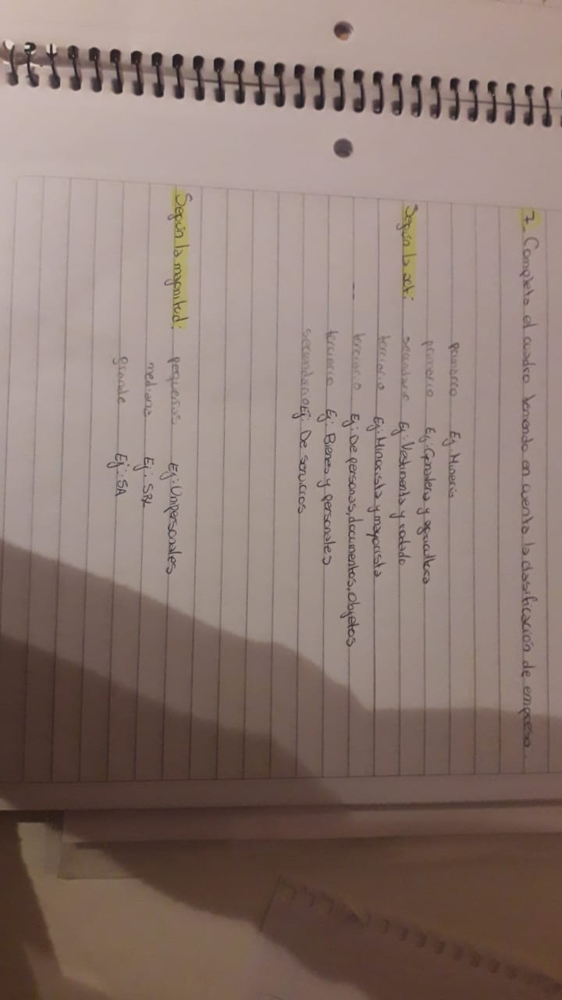 7. Completa el cuadro teniendo en cuenta la clasificación de empresa.
primario Ej. Minería
primario Ej: Ganadera y agricultora
Según la act: secundario Ej: Vestimenta y calzado
terciario Ej: Minorista y mayorista
terciario Ej: De personas, documentos, objetos
terciario Ej: Bienes y personales
secundario Ej: De servicios
Según la magnitud: pequeñas Ej: Unipersonales
mediana Ej: SRL
grande Ej: SA